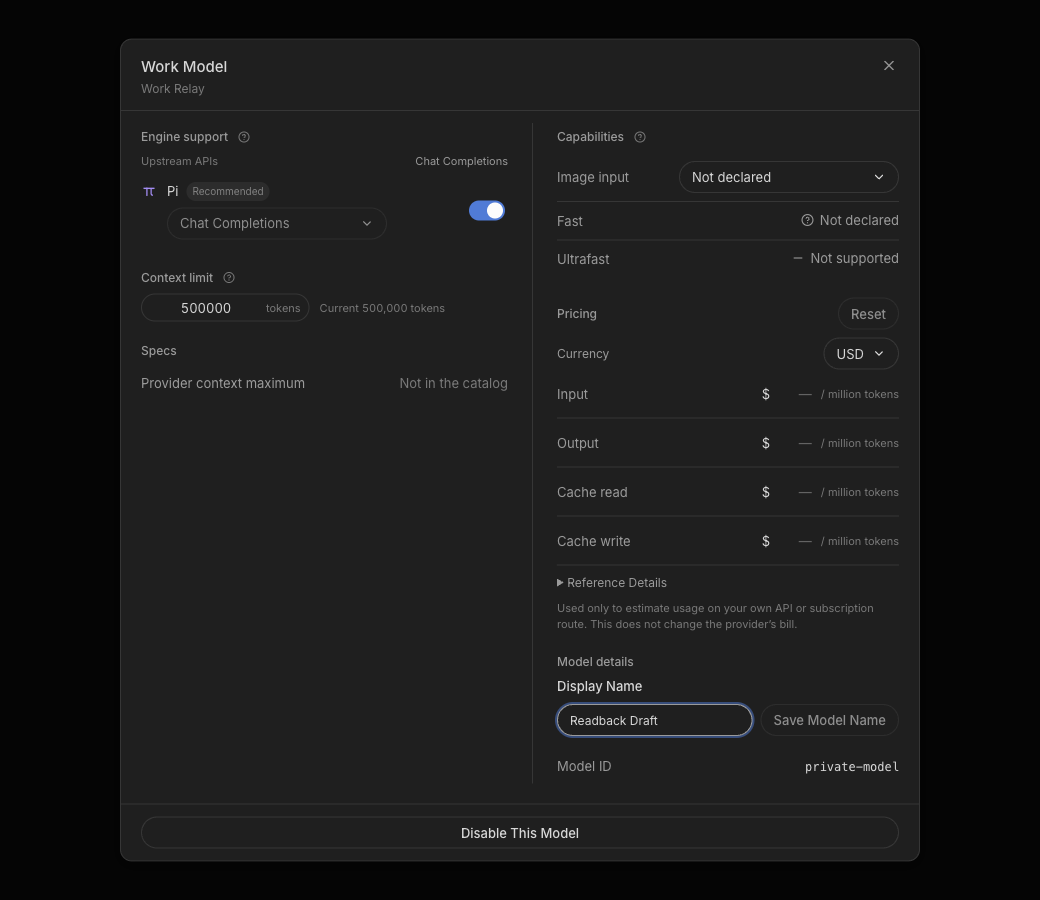 Work Model
Work Relay
Engine support
Upstream APIs Chat Completions
Pi Recommended
Chat Completions
Context limit
500000 tokens Current 500,000 tokens
Specs
Provider context maximum Not in the catalog
Capabilities
Image input Not declared
Fast Not declared
Ultrafast — Not supported
Pricing Reset
Currency USD
Input $ — / million tokens
Output $ — / million tokens
Cache read $ — / million tokens
Cache write $ — / million tokens
Reference Details
Used only to estimate usage on your own API or subscription
route. This does not change the provider’s bill.
Model details
Display Name
Readback Draft Save Model Name
Model ID private-model
Disable This Model